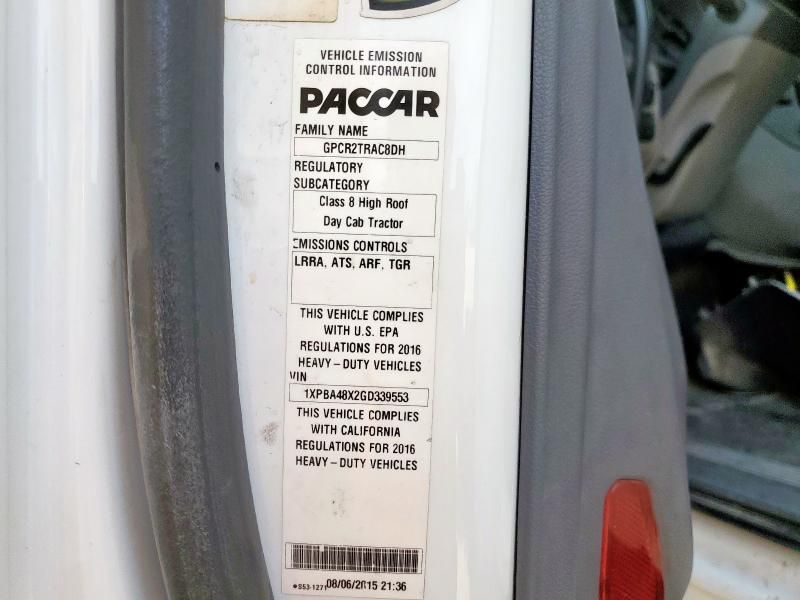 VEHICLE EMISSION
CONTROL INFORMATION
PACCAR
FAMILY NAME
GPCR2TRAC8DH
REGULATORY
SUBCATEGORY
Class 8 High Roof
Day Cab Tractor
EMISSIONS CONTROLS
LRRA, ATS, ARF, TGR
THIS VEHICLE COMPLIES
WITH U.S. EPA
REGULATIONS FOR 2016
HEAVY-DUTY VEHICLES
VIN
1XPBA48X2GD339553
THIS VEHICLE COMPLIES
WITH CALIFORNIA
REGULATIONS FOR 2016
HEAVY-DUTY VEHICLES
S53-127
08/06/2015 21:36